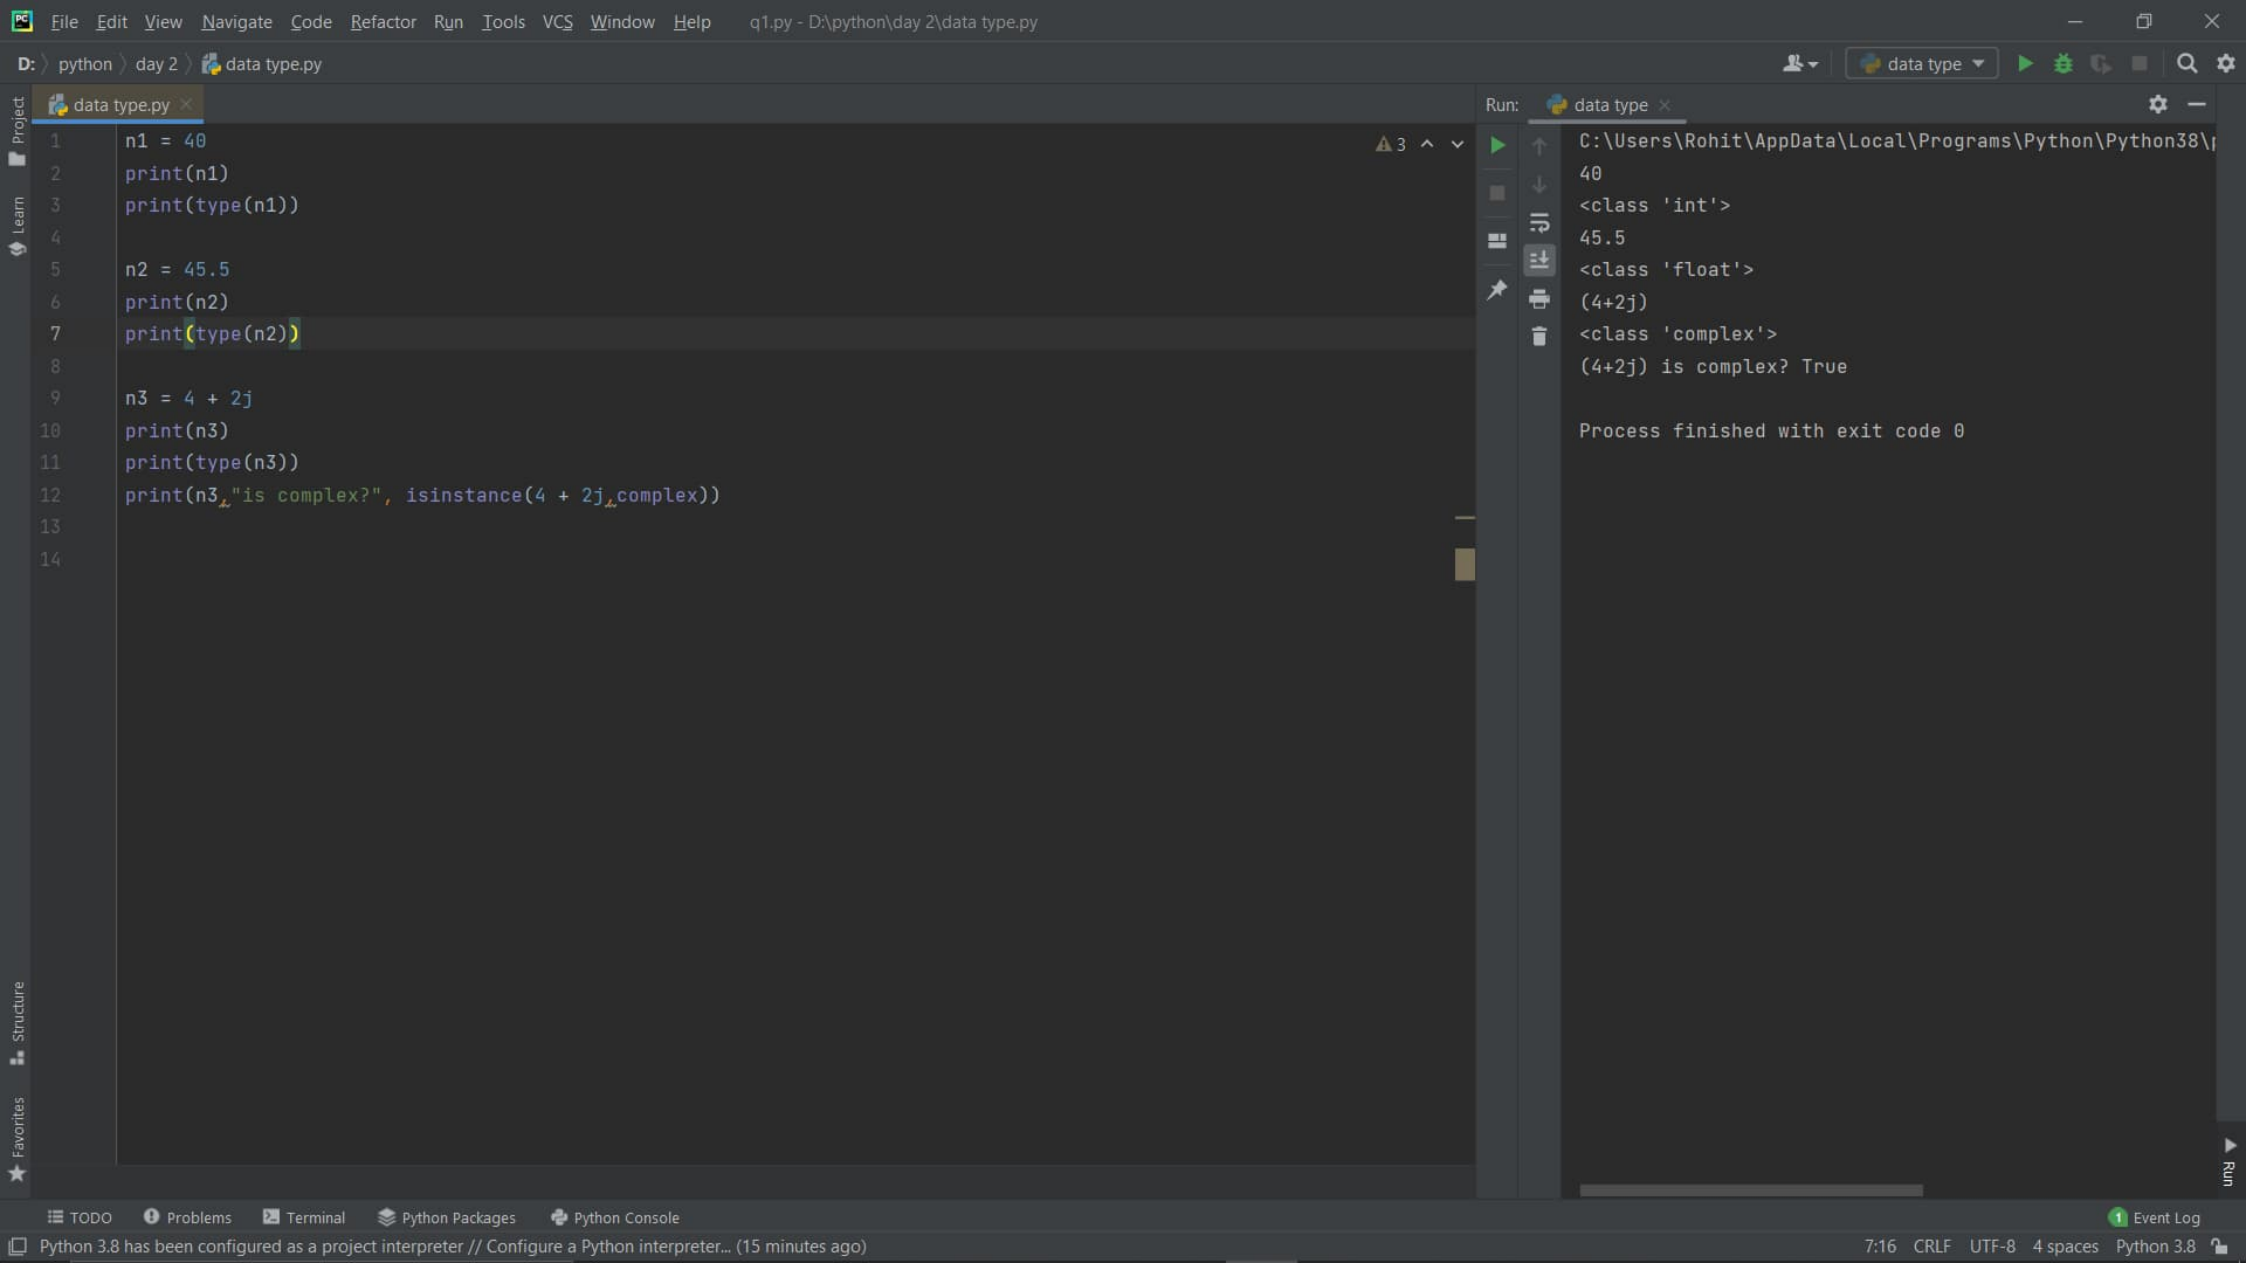 File Edit View Navigate Code Refactor Run Tools VCS Window Help q1.py - D:\python\day 2\data type.py
D: python day 2 data type.py
data type
data type.py
Run: data type
Project
Learn
Structure
Favorites
1 n1 = 40
2 print(n1)
3 print(type(n1))
4
5 n2 = 45.5
6 print(n2)
7 print(type(n2))
8
9 n3 = 4 + 2j
10 print(n3)
11 print(type(n3))
12 print(n3,"is complex?", isinstance(4 + 2j,complex))
13
14
3
C:\Users\Rohit\AppData\Local\Programs\Python\Python38\
40
<class 'int'>
45.5
<class 'float'>
(4+2j)
<class 'complex'>
(4+2j) is complex? True
Process finished with exit code 0
Run
TODO Problems Terminal Python Packages Python Console
1 Event Log
Python 3.8 has been configured as a project interpreter // Configure a Python interpreter... (15 minutes ago)
7:16 CRLF UTF-8 4 spaces Python 3.8